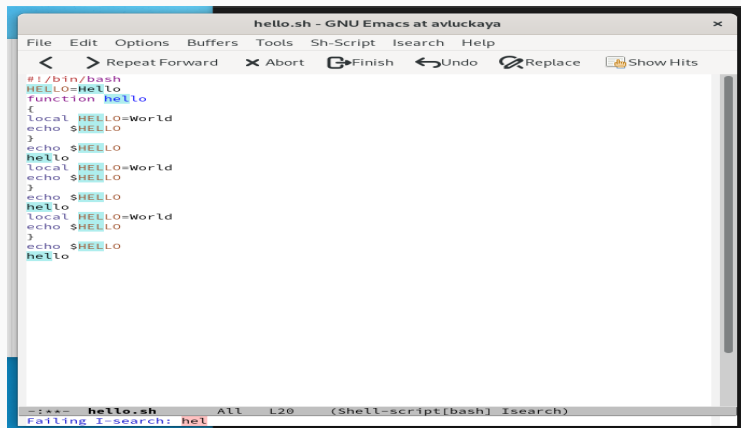 hello.sh - GNU Emacs at avluckaya ×
File Edit Options Buffers Tools Sh-Script Isearch Help
Repeat Forward Abort Finish Undo Replace Show Hits
#!/bin/bash
HELLO=Hello
function hello
{
local HELLO=World
echo $HELLO
}
echo $HELLO
hello
local HELLO=World
echo $HELLO
}
echo $HELLO
hello
local HELLO=World
echo $HELLO
}
echo $HELLO
hello
-:**- hello.sh All L20 (Shell-script[bash] Isearch)
Failing I-search: hel